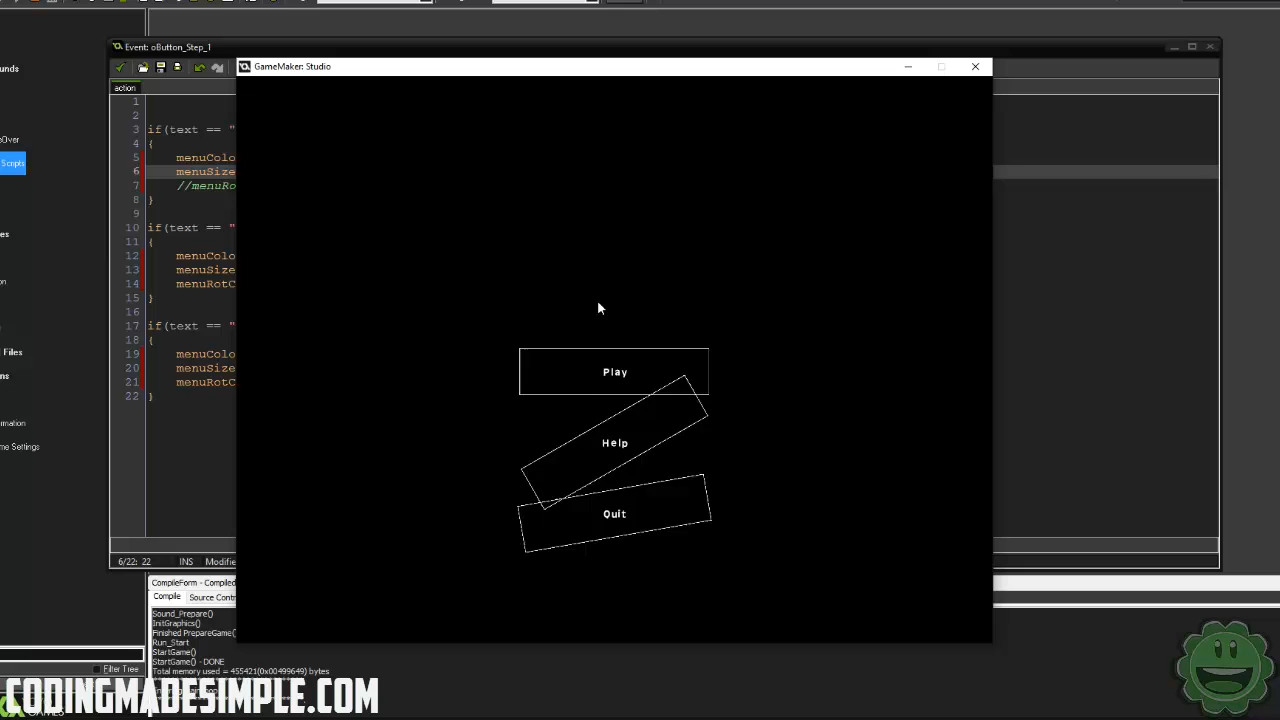 Event: oButton_Step_1
GameMaker: Studio
action
1
2
3 if(text == "
4 {
5 menuColo
6 menuSize
7 //menuRo
8 }
9
10 if(text == "
11 {
12 menuColo
13 menuSize
14 menuRotC
15 }
16
17 if(text == "
18 {
19 menuColo
20 menuSize
21 menuRotC
22 }
6/22: 22 INS Modifie
Play
Help
Quit
unds
eOver
Scripts
es
on
Files
ns
rmation
me Settings
Filter Tree
CompileForm - Compiled
Compile Source Contr
Sound_Prepare()
InitGraphics()
Finished PrepareGame()
Run_Start
StartGame()
StartGame() - DONE
Total memory used = 455421(0x00499649) bytes
CODINGMADESIMPLE.COM